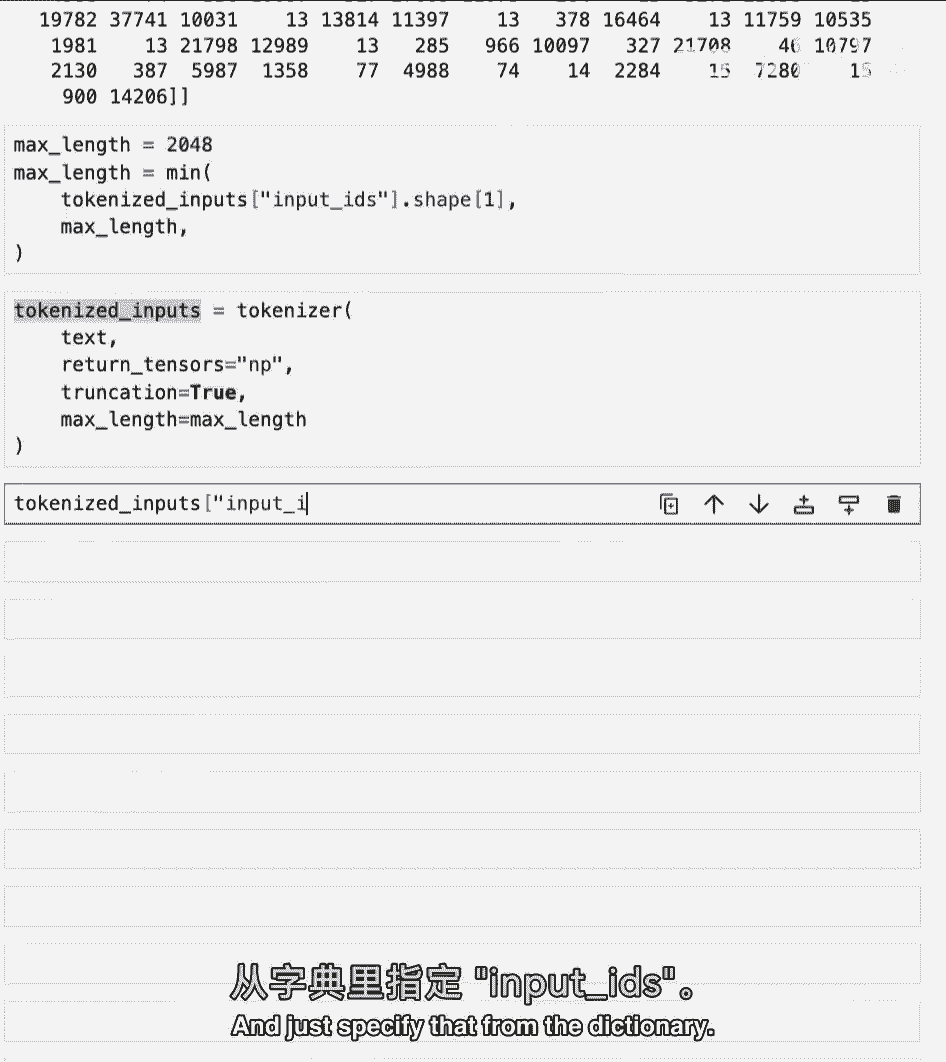 19782 37741 10031 13 13814 11397 13 378 16464 13 11759 10535
1981 13 21798 12989 13 285 966 10097 327 21708 46 10797
2130 387 5987 1358 77 4988 74 14 2284 15 7280 15
900 14206]]
max_length = 2048
max_length = min(
    tokenized_inputs["input_ids"].shape[1],
    max_length,
)
tokenized_inputs = tokenizer(
    text,
    return_tensors="np",
    truncation=True,
    max_length=max_length
)
tokenized_inputs["input_i
从字典里指定 "input_ids"。
And just specify that from the dictionary.